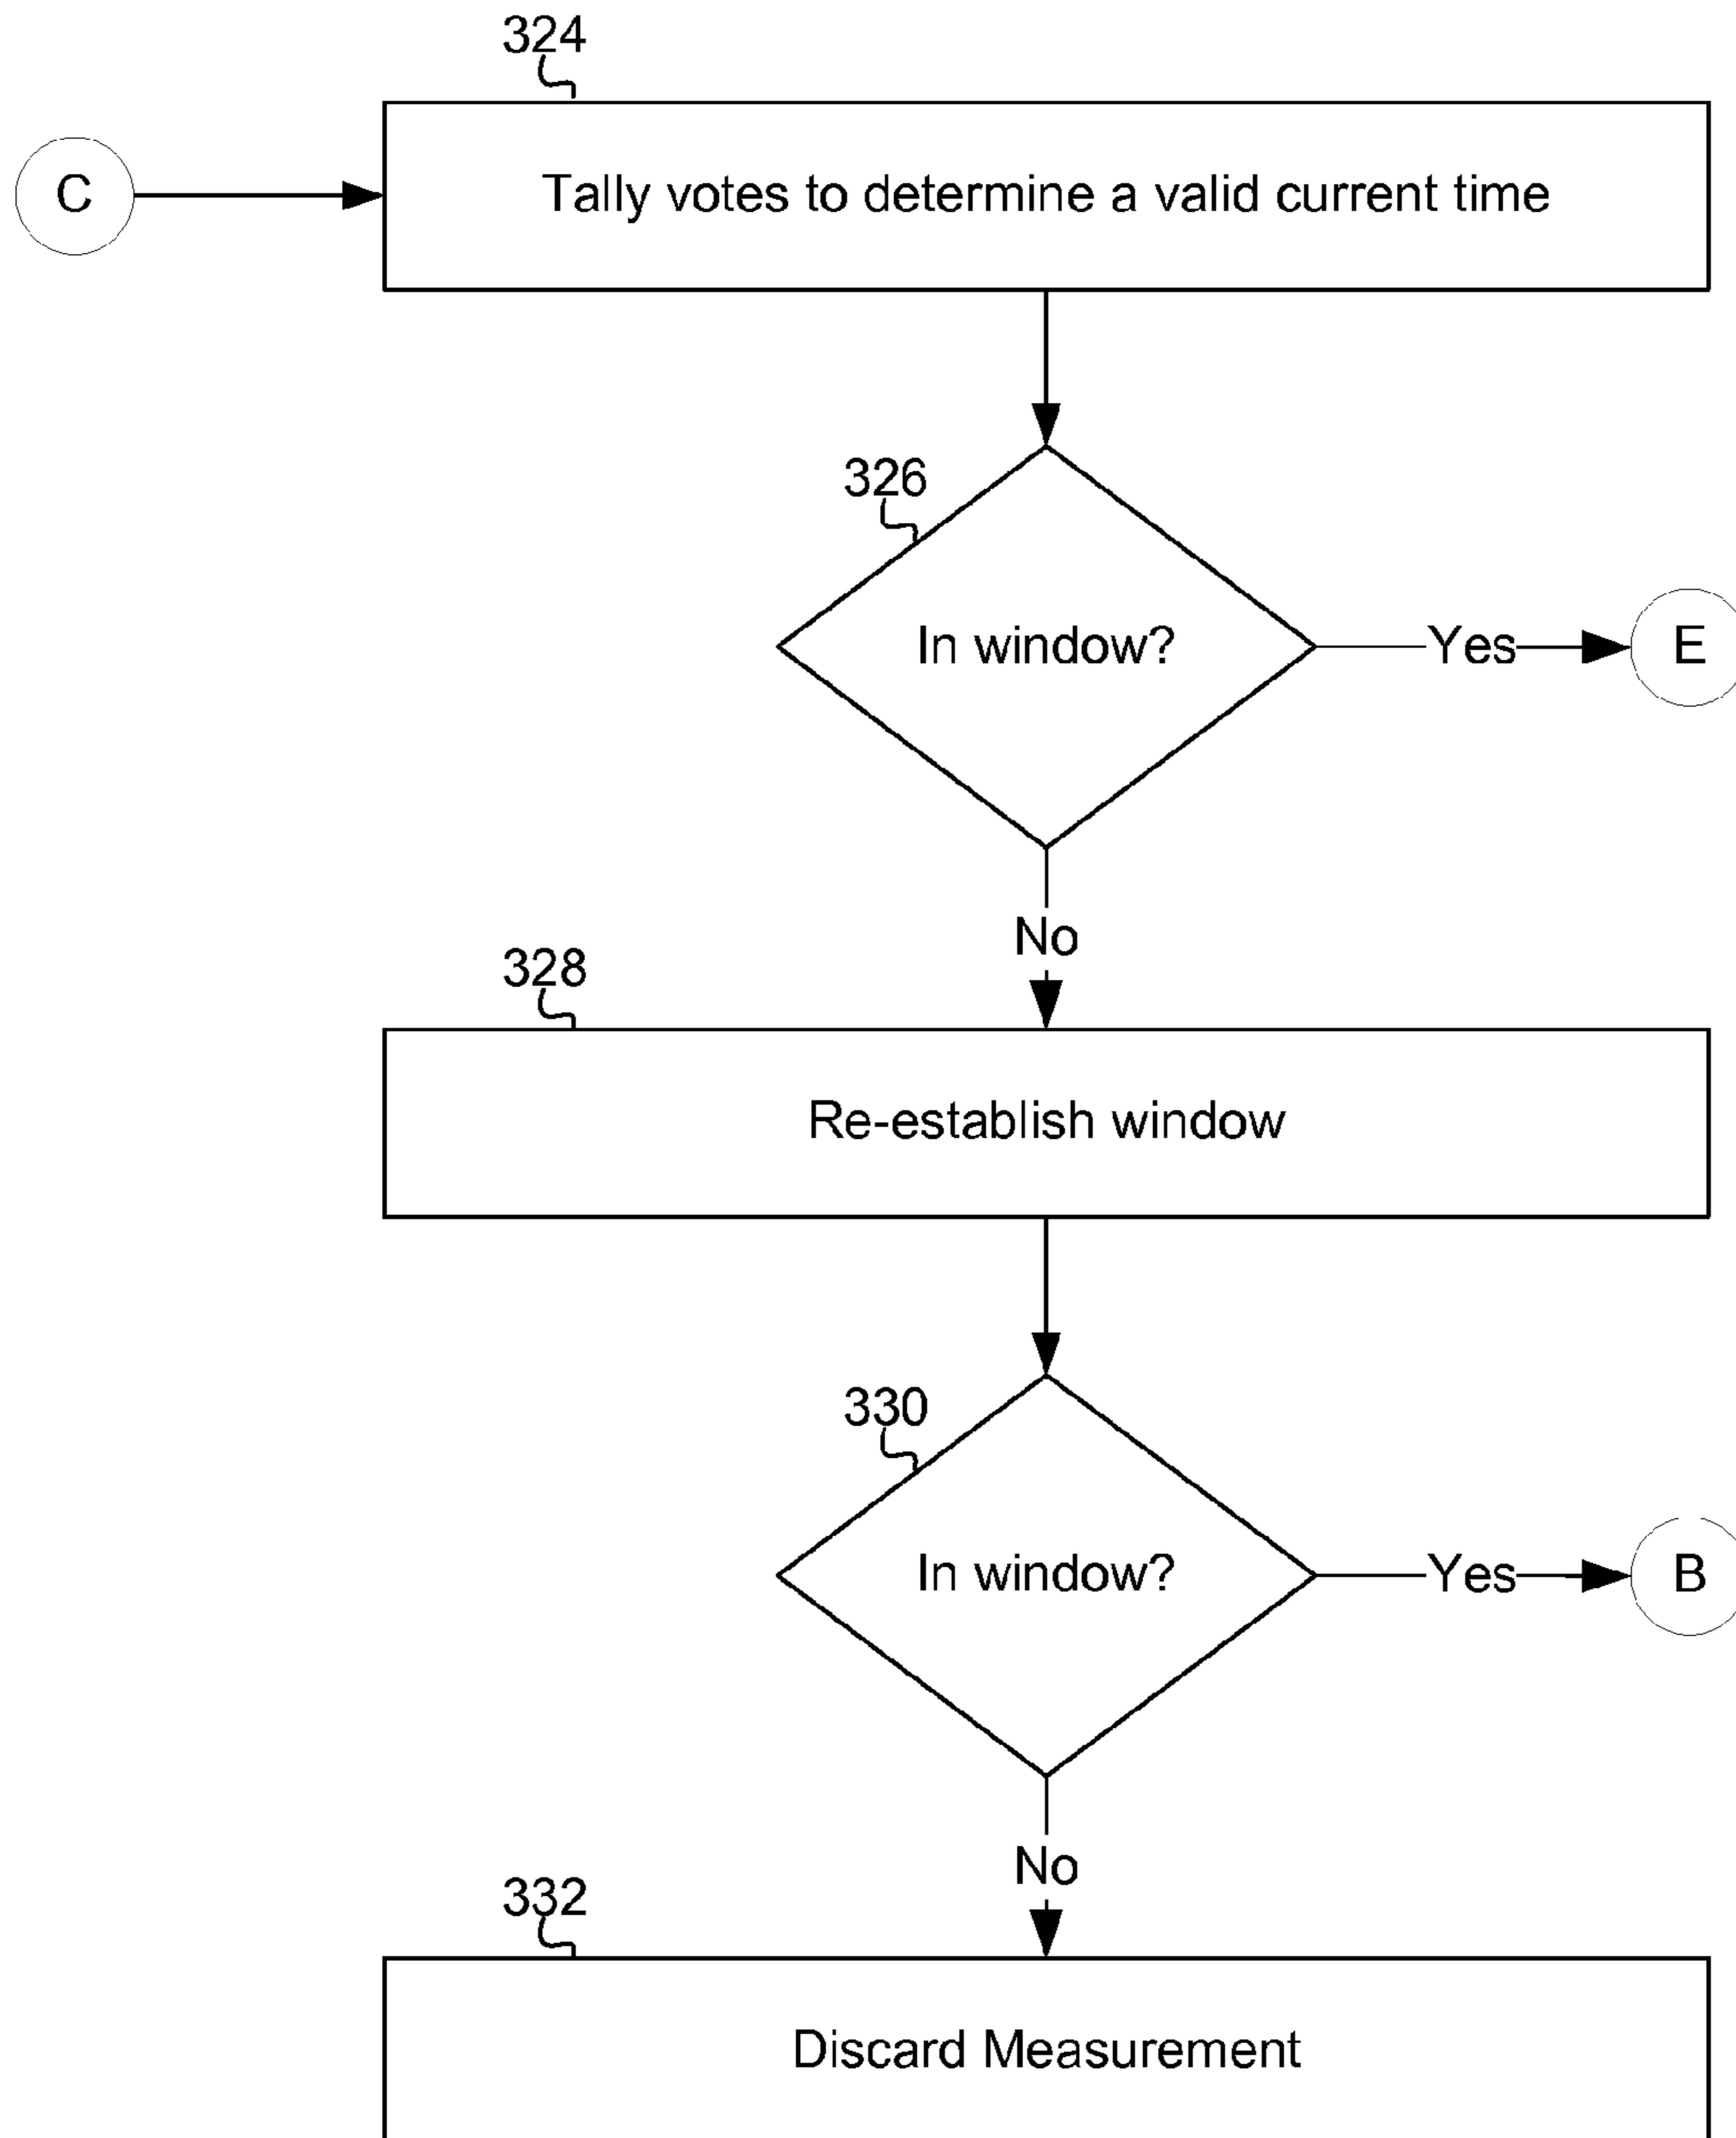 324
C
Tally votes to determine a valid current time
326
In window?
Yes
E
No
328
Re-establish window
330
In window?
Yes
B
No
332
Discard Measurement